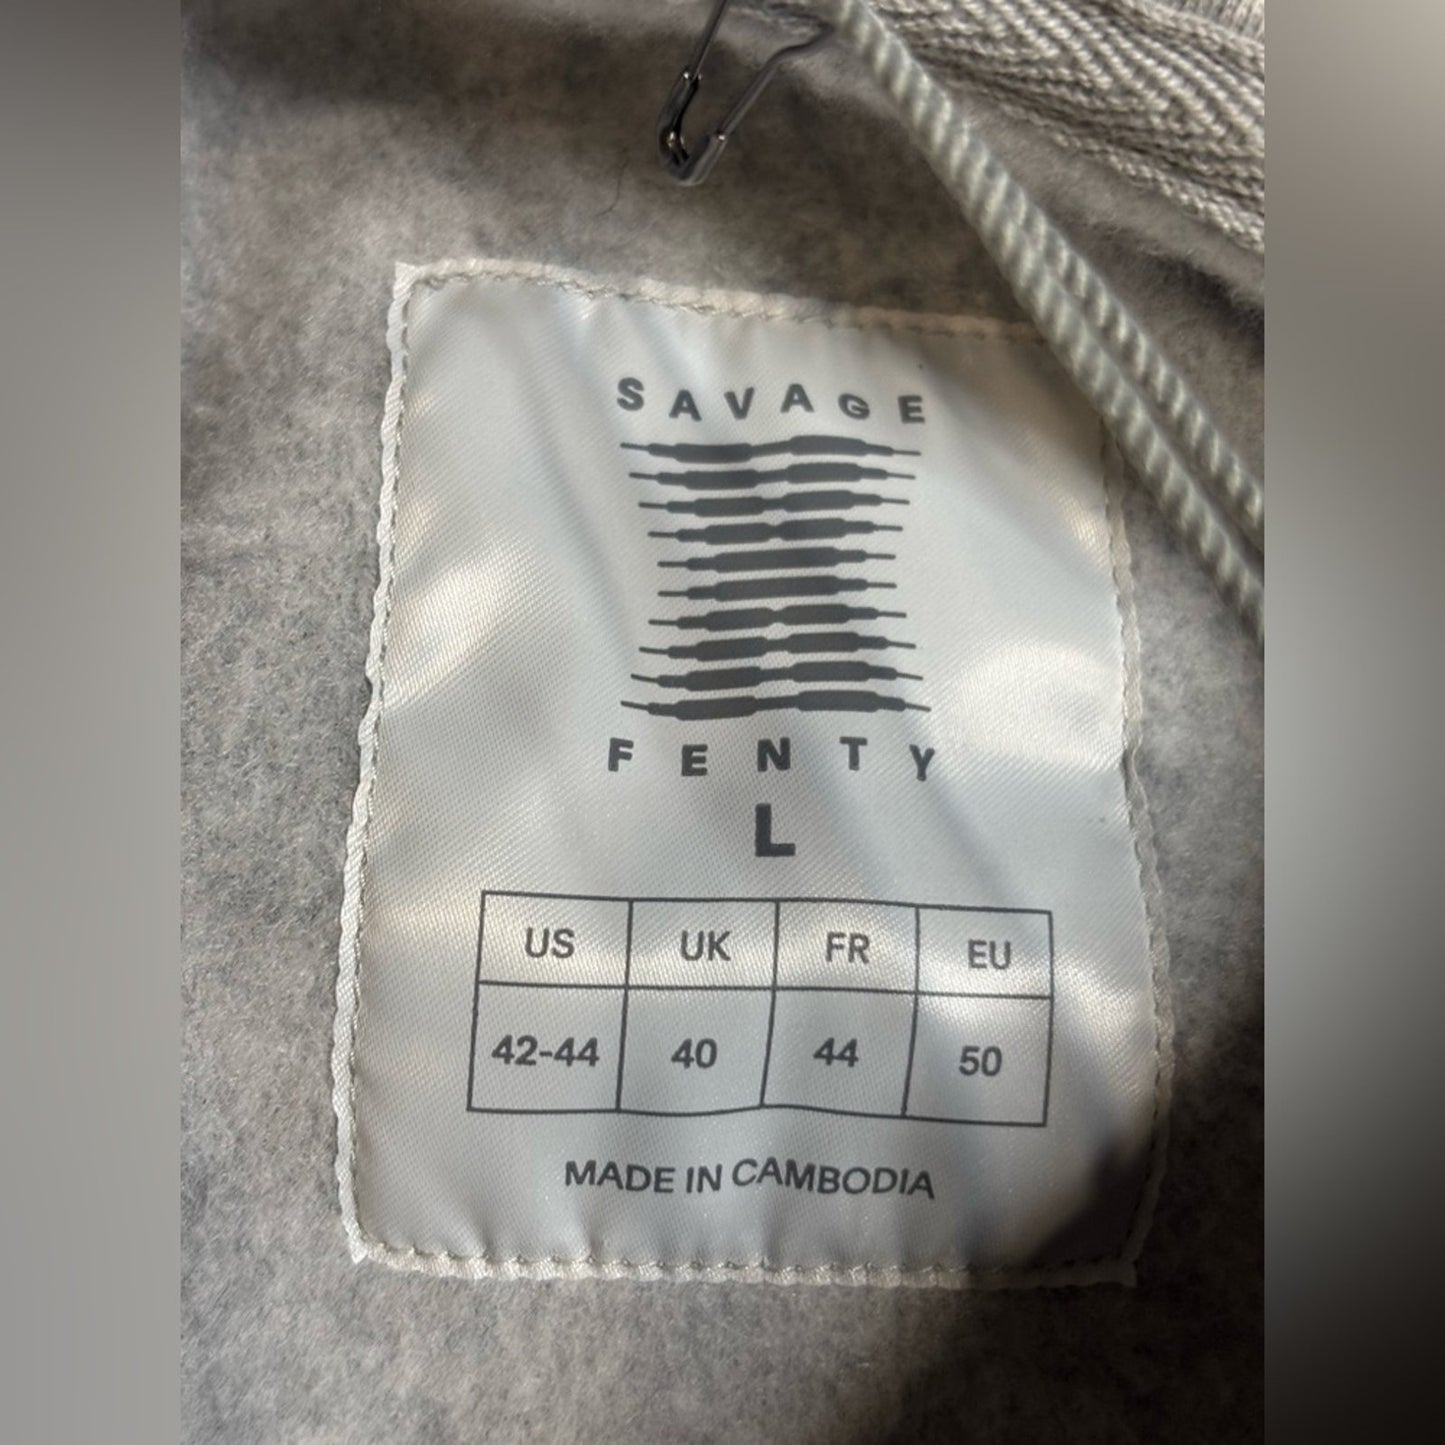 SAVAGE
FENTY
L
US UK FR EU
42-44 40 44 50
MADE IN CAMBODIA